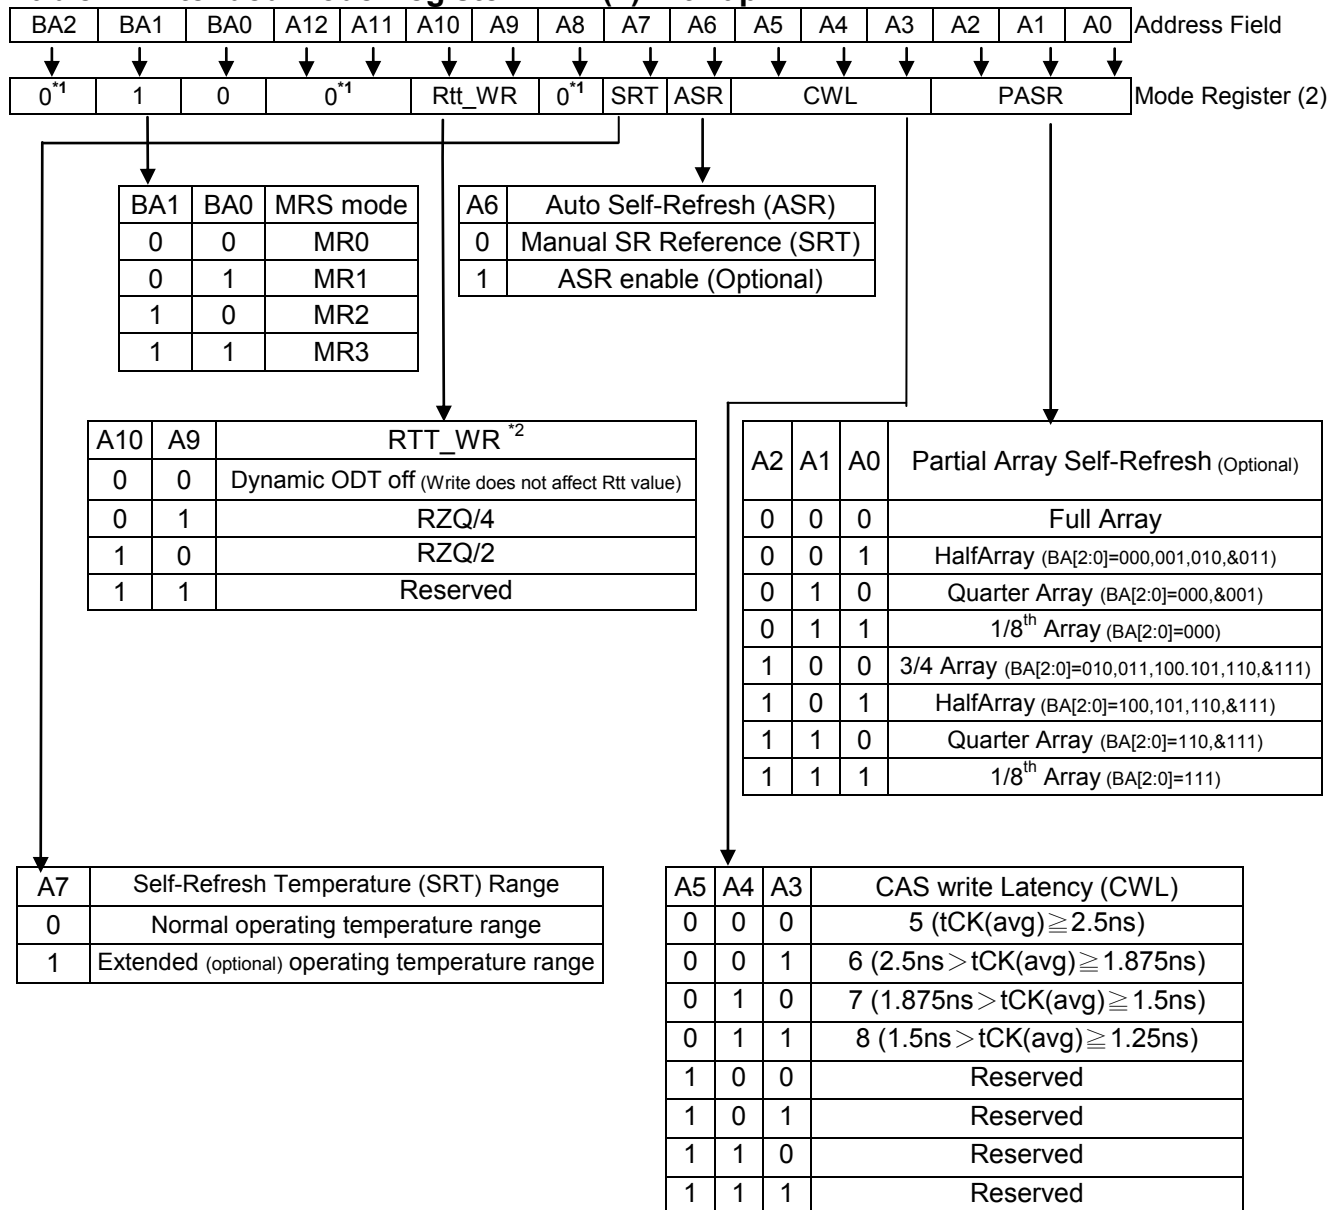 BA2 BA1 BA0 A12 A11 A10 A9 A8 A7 A6 A5 A4 A3 A2 A1 A0 Address Field
0*1 1 0 0*1 Rtt_WR 0*1 SRT ASR CWL PASR Mode Register (2)
BA1 BA0 MRS mode
0 0 MR0
0 1 MR1
1 0 MR2
1 1 MR3
A6 Auto Self-Refresh (ASR)
0 Manual SR Reference (SRT)
1 ASR enable (Optional)
A10 A9 RTT_WR *2
0 0 Dynamic ODT off (Write does not affect Rtt value)
0 1 RZQ/4
1 0 RZQ/2
1 1 Reserved
A2 A1 A0 Partial Array Self-Refresh (Optional)
0 0 0 Full Array
0 0 1 HalfArray (BA[2:0]=000,001,010,&011)
0 1 0 Quarter Array (BA[2:0]=000,&001)
0 1 1 1/8th Array (BA[2:0]=000)
1 0 0 3/4 Array (BA[2:0]=010,011,100.101,110,&111)
1 0 1 HalfArray (BA[2:0]=100,101,110,&111)
1 1 0 Quarter Array (BA[2:0]=110,&111)
1 1 1 1/8th Array (BA[2:0]=111)
A7 Self-Refresh Temperature (SRT) Range
0 Normal operating temperature range
1 Extended (optional) operating temperature range
A5 A4 A3 CAS write Latency (CWL)
0 0 0 5 (tCK(avg)≧2.5ns)
0 0 1 6 (2.5ns＞tCK(avg)≧1.875ns)
0 1 0 7 (1.875ns＞tCK(avg)≧1.5ns)
0 1 1 8 (1.5ns＞tCK(avg)≧1.25ns)
1 0 0 Reserved
1 0 1 Reserved
1 1 0 Reserved
1 1 1 Reserved